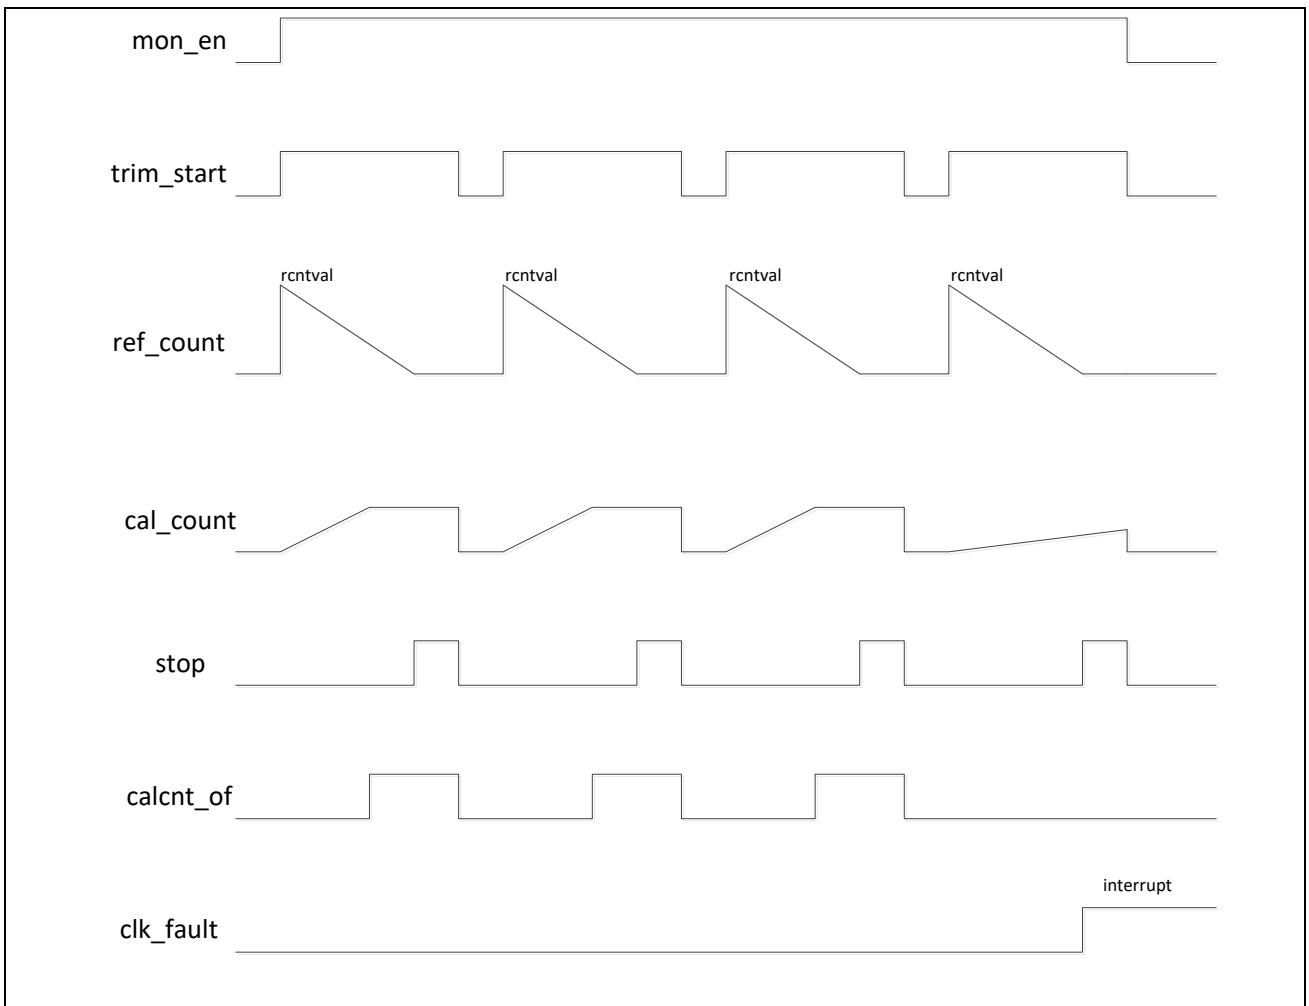 mon_en
trim_start
rcntval rcntval rcntval rcntval
ref_count
cal_count
stop
calcnt_of
interrupt
clk_fault